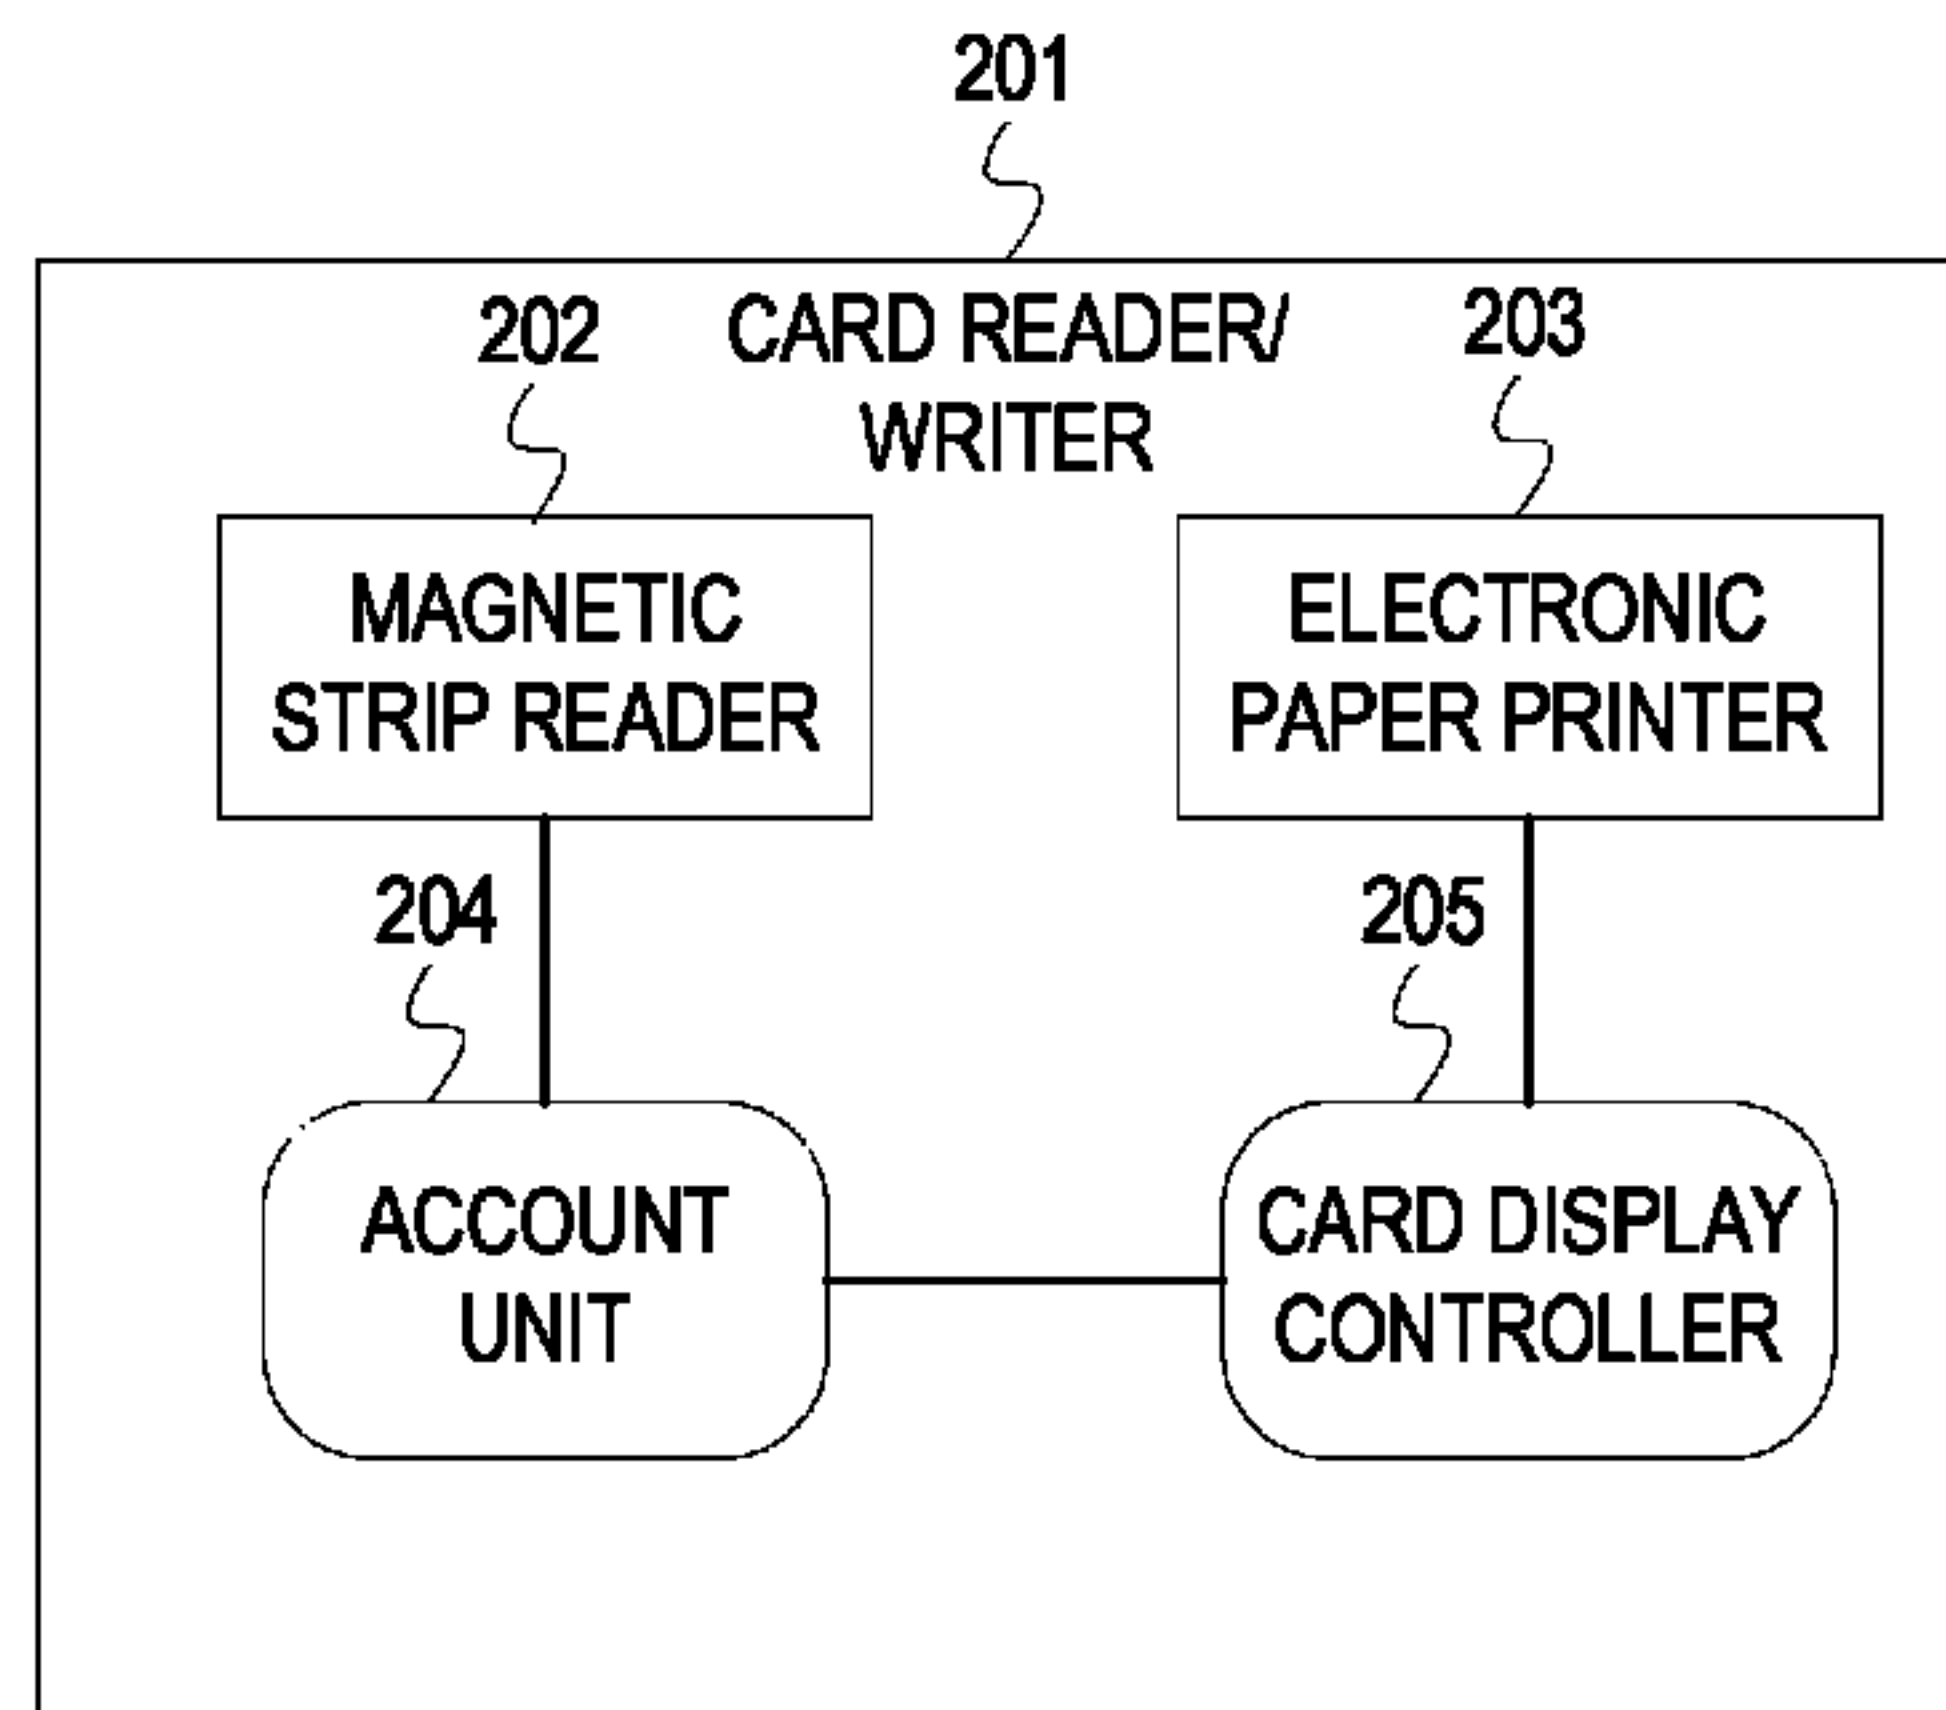 201
CARD READER/
WRITER
202
203
MAGNETIC
STRIP READER
ELECTRONIC
PAPER PRINTER
204
205
ACCOUNT
UNIT
CARD DISPLAY
CONTROLLER